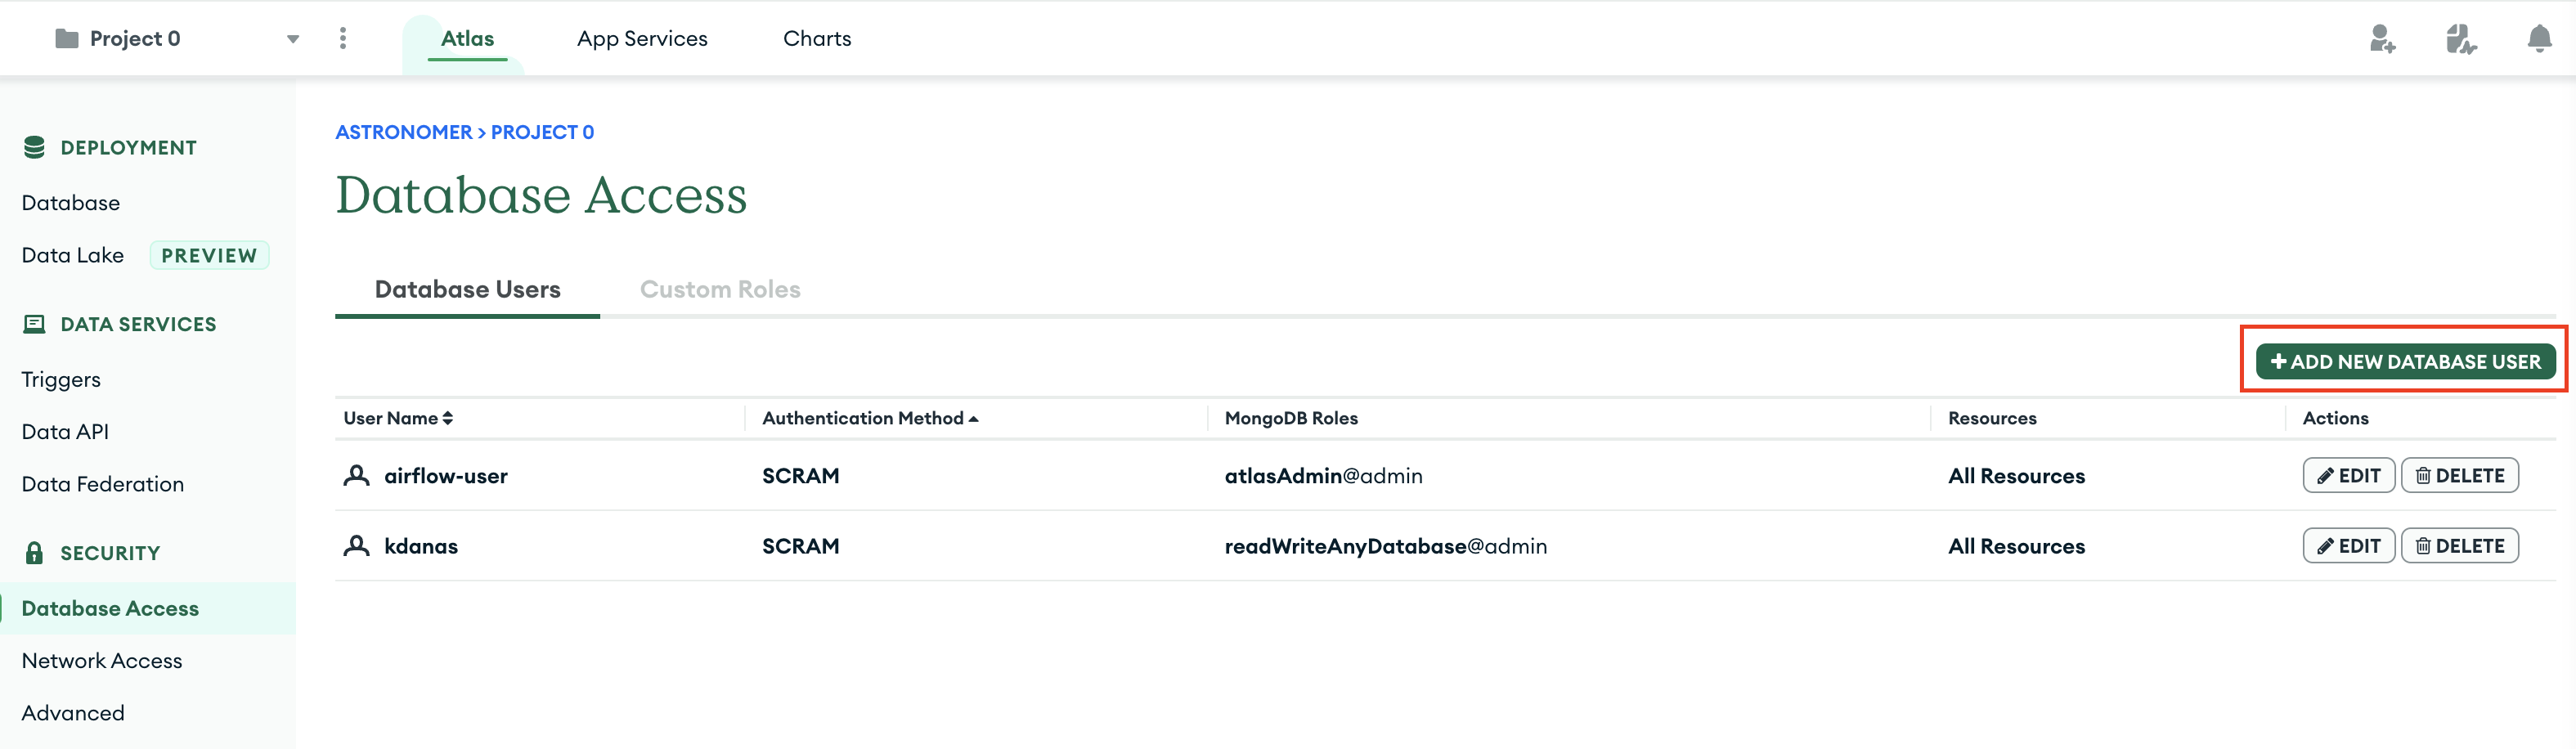 Project 0
Atlas App Services Charts
DEPLOYMENT
Database
Data Lake PREVIEW
DATA SERVICES
Triggers
Data API
Data Federation
SECURITY
Database Access
Network Access
Advanced
ASTRONOMER > PROJECT 0
Database Access
Database Users Custom Roles
+ ADD NEW DATABASE USER
User Name Authentication Method MongoDB Roles Resources Actions
airflow-user SCRAM atlasAdmin@admin All Resources EDIT DELETE
kdanas SCRAM readWriteAnyDatabase@admin All Resources EDIT DELETE